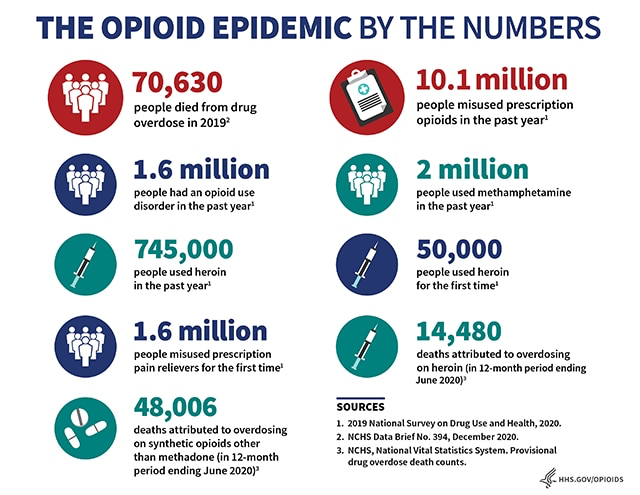 THE OPIOID EPIDEMIC BY THE NUMBERS
70,630
people died from drug
overdose in 2019²
10.1 million
people misused prescription
opioids in the past year¹
1.6 million
people had an opioid use
disorder in the past year¹
2 million
people used methamphetamine
in the past year¹
745,000
people used heroin
in the past year¹
50,000
people used heroin
for the first time¹
1.6 million
people misused prescription
pain relievers for the first time¹
14,480
deaths attributed to overdosing
on heroin (in 12-month period ending
June 2020)³
48,006
deaths attributed to overdosing
on synthetic opioids other
than methadone (in 12-month
period ending June 2020)³
SOURCES
1. 2019 National Survey on Drug Use and Health, 2020.
2. NCHS Data Brief No. 394, December 2020.
3. NCHS, National Vital Statistics System. Provisional
drug overdose death counts.
HHS.GOV/OPIOIDS